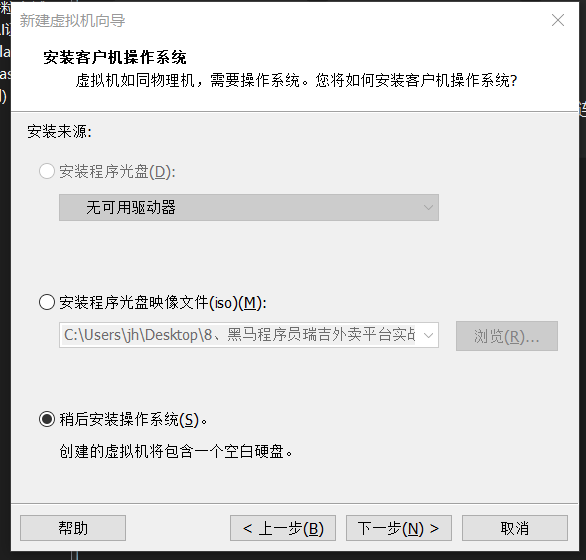 新建虚拟机向导
安装客户机操作系统
虚拟机如同物理机，需要操作系统。您将如何安装客户机操作系统?
安装来源:
安装程序光盘(D):
无可用驱动器
安装程序光盘映像文件(iso)(M):
C:\Users\jh\Desktop\8、黑马程序员瑞吉外卖平台实战
浏览(R)...
稍后安装操作系统(S)。
创建的虚拟机将包含一个空白硬盘。
帮助
< 上一步(B)
下一步(N) >
取消